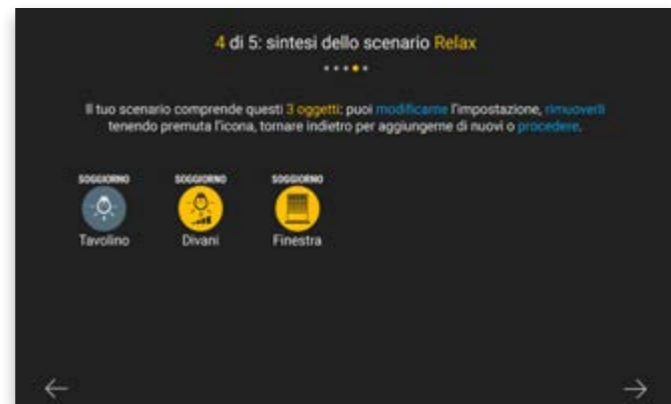 4 di 5: sintesi dello scenario Relax
Il tuo scenario comprende questi 3 oggetti: puoi modificarne l'impostazione, rimuoverli
tenendo premuta l'icona, tornare indietro per aggiungerne di nuovi o procedere.
SOGGIORNO SOGGIORNO SOGGIORNO
Tavolino Divani Finestra